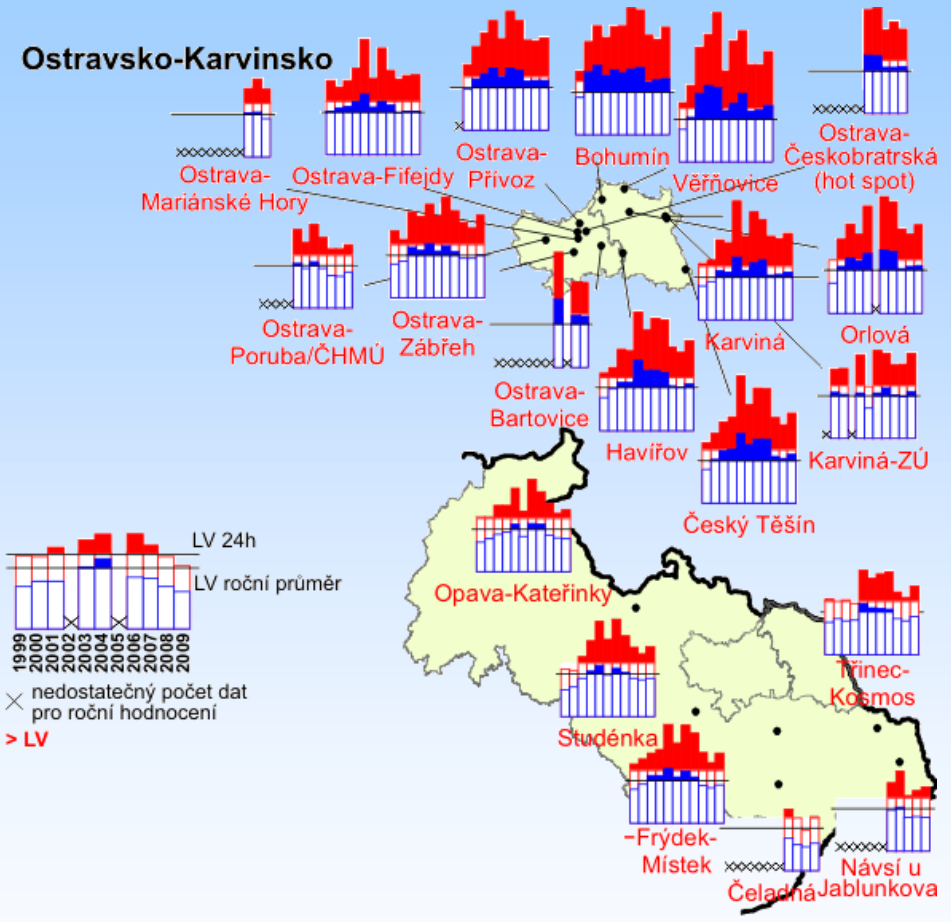 Ostravsko-Karvinsko
Ostrava-
Mariánské Hory
Ostrava-Fifejdy
Ostrava-
Přívoz
Bohumín
Věřňovice
Ostrava-
Českobratrská
(hot spot)
Ostrava-
Poruba/ČHMÚ
Ostrava-
Zábřeh
Ostrava-
Bartovice
Havířov
Karviná
Orlová
Karviná-ZÚ
Český Těšín
LV 24h
LV roční průměr
1999 2000 2001 2002 2003 2004 2005 2006 2007 2008 2009
nedostatečný počet dat
pro roční hodnocení
> LV
Opava-Kateřinky
Studénka
Třinec-
Kosmos
–Frýdek-
Místek
Čeladná
Návsí u
Jablunkova